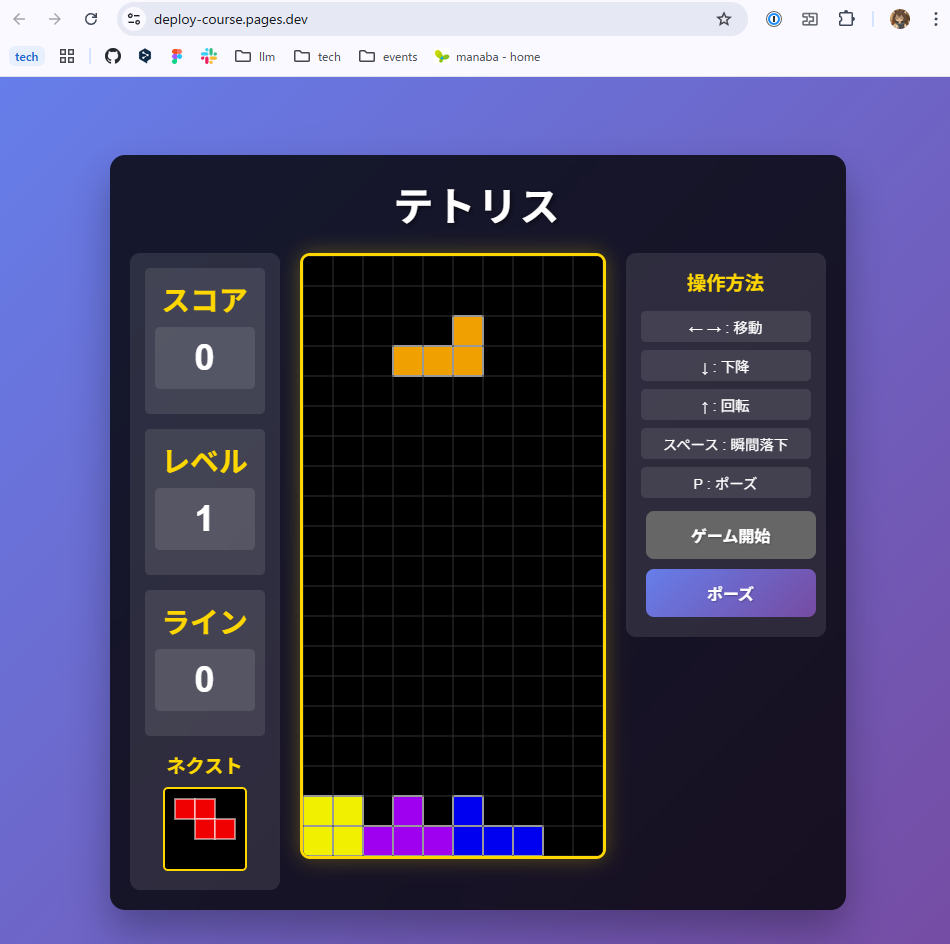 deploy-course.pages.dev
tech
llm
tech
events
manaba - home
テトリス
スコア
0
レベル
1
ライン
0
ネクスト
操作方法
←→ : 移動
↓ : 下降
↑ : 回転
スペース : 瞬間落下
P : ポーズ
ゲーム開始
ポーズ